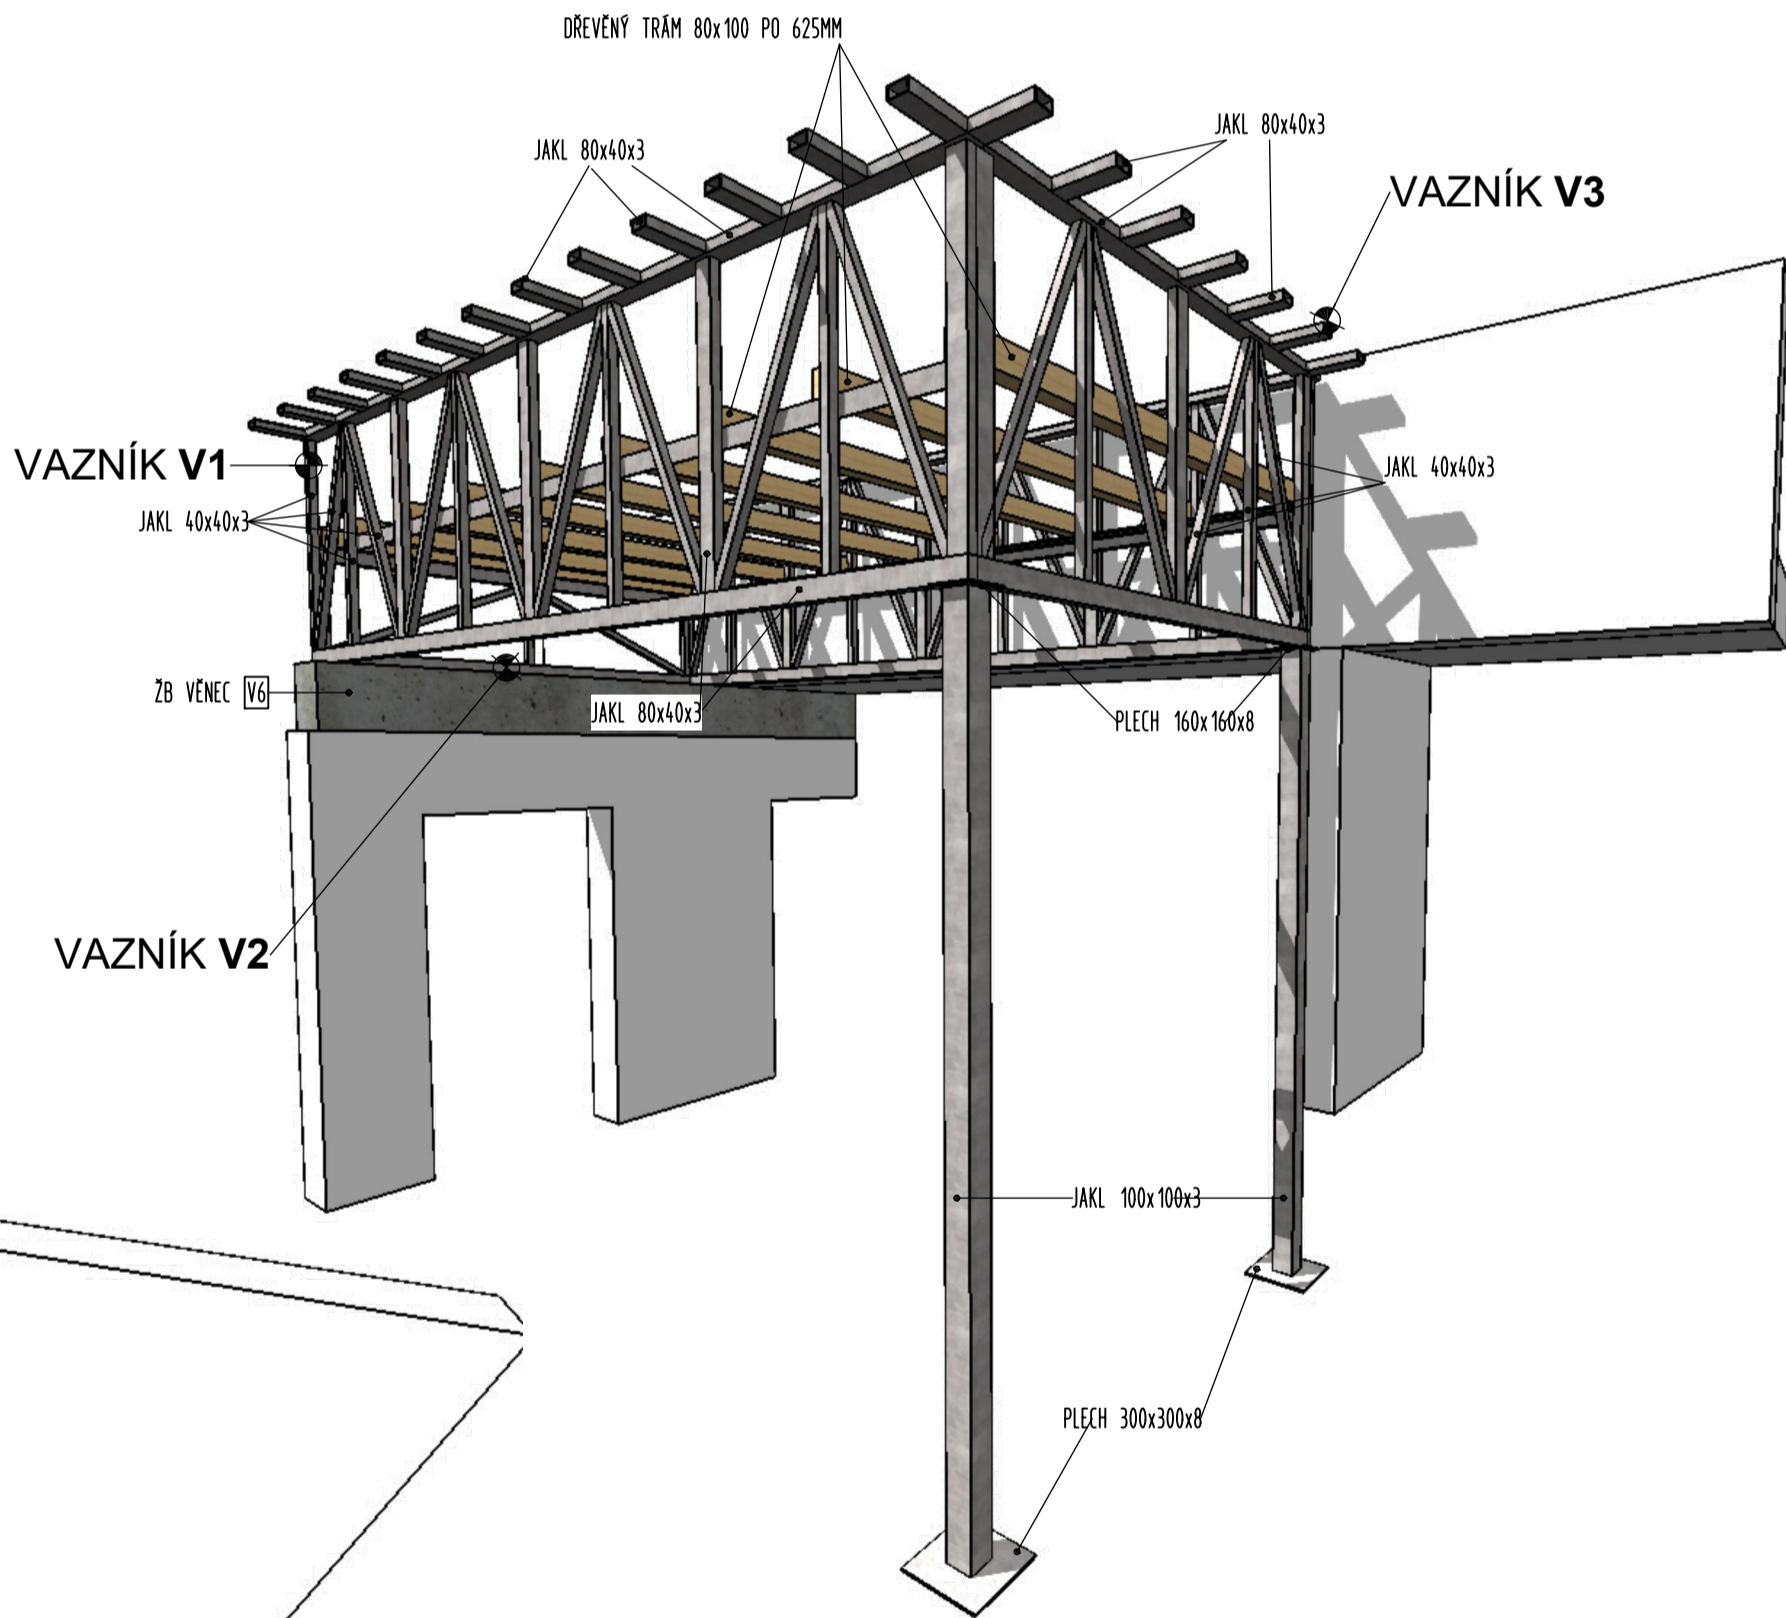 DŘEVĚNÝ TRÁM 80x100 PO 625MM
JAKL 80x40x3
JAKL 80x40x3
VAZNÍK V3
VAZNÍK V1
JAKL 40x40x3
JAKL 40x40x3
ŽB VĚNEC V6
JAKL 80x40x3
PLECH 160x160x8
VAZNÍK V2
JAKL 100x100x3
PLECH 300x300x8